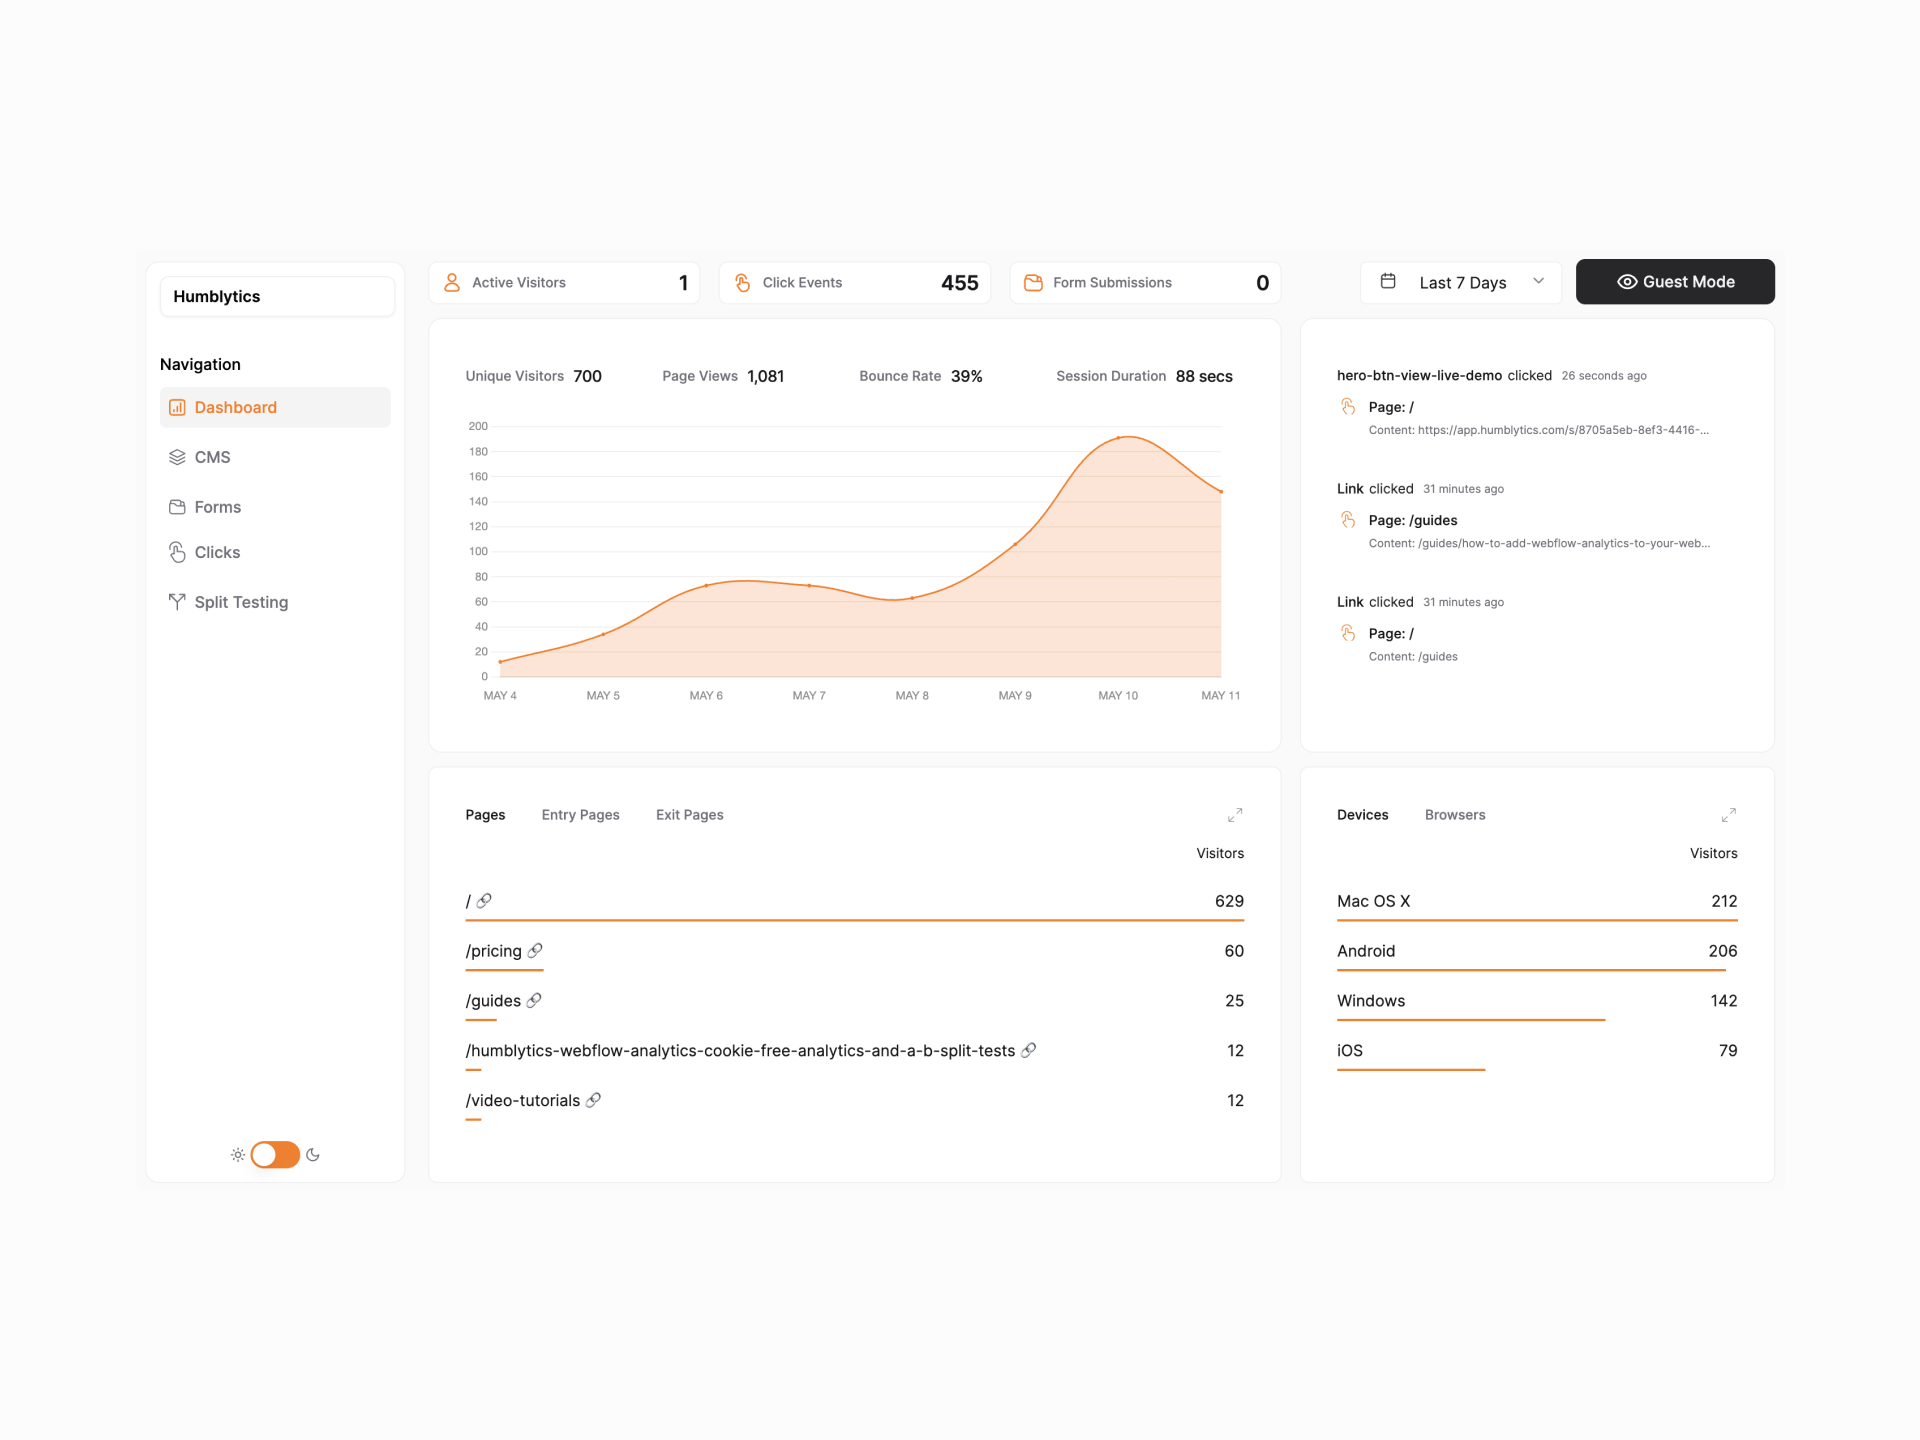 Humblytics
Navigation
Dashboard
CMS
Forms
Clicks
Split Testing
Active Visitors 1
Click Events 455
Form Submissions 0
Last 7 Days
Guest Mode
Unique Visitors 700
Page Views 1,081
Bounce Rate 39%
Session Duration 88 secs
200
180
160
140
120
100
80
60
40
20
0
MAY 4 MAY 5 MAY 6 MAY 7 MAY 8 MAY 9 MAY 10 MAY 11
hero-btn-view-live-demo clicked 26 seconds ago
Page: /
Content: https://app.humblytics.com/s/8705a5eb-8ef3-4416-...
Link clicked 31 minutes ago
Page: /guides
Content: /guides/how-to-add-webflow-analytics-to-your-web...
Link clicked 31 minutes ago
Page: /
Content: /guides
Pages Entry Pages Exit Pages
Visitors
/ 629
/pricing 60
/guides 25
/humblytics-webflow-analytics-cookie-free-analytics-and-a-b-split-tests 12
/video-tutorials 12
Devices Browsers
Visitors
Mac OS X 212
Android 206
Windows 142
iOS 79